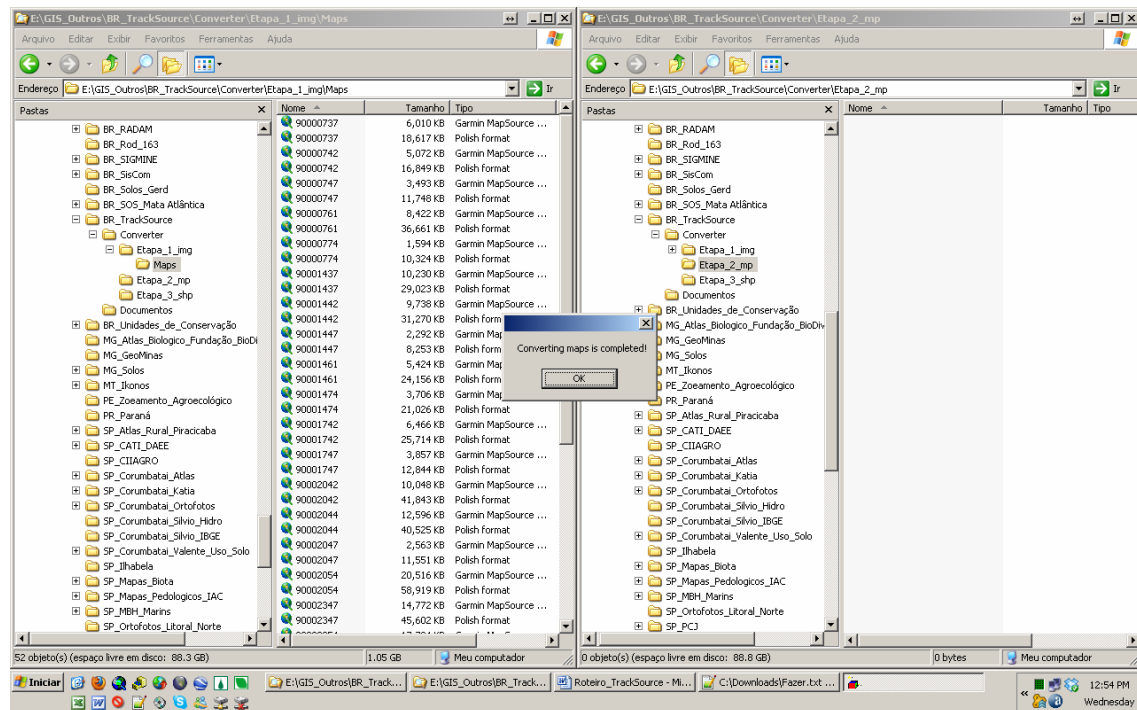 E:\GIS_Outros\BR_TrackSource\Converter\Etapa_1_img\Maps
Arquivo Editar Exibir Favoritos Ferramentas Ajuda
Endereço E:\GIS_Outros\BR_TrackSource\Converter\Etapa_1_img\Maps Ir
Pastas
BR_RADAM
BR_Rod_163
BR_SIGMINE
BR_SisCom
BR_Solos_Gerd
BR_SOS_Mata Atlântica
BR_TrackSource
Converter
Etapa_1_img
Maps
Etapa_2_mp
Etapa_3_shp
Documentos
BR_Unidades_de_Conservação
MG_Atlas_Biologico_Fundação_BioDi
MG_GeoMinas
MG_Solos
MT_Ikonos
PE_Zoeamento_Agroecológico
PR_Paraná
SP_Atlas_Rural_Piracicaba
SP_CATI_DAEE
SP_CIIAGRO
SP_Corumbatai_Atlas
SP_Corumbatai_Katia
SP_Corumbatai_Ortofotos
SP_Corumbatai_Silvio_Hidro
SP_Corumbatai_Silvio_IBGE
SP_Corumbatai_Valente_Uso_Solo
SP_Ilhabela
SP_Mapas_Biota
SP_Mapas_Pedologicos_IAC
SP_MBH_Marins
SP_Ortofotos_Litoral_Norte
Nome Tamanho Tipo
90000737 6,010 KB Garmin MapSource ...
90000737 18,617 KB Polish format
90000742 5,072 KB Garmin MapSource ...
90000742 16,849 KB Polish format
90000747 3,493 KB Garmin MapSource ...
90000747 11,748 KB Polish format
90000761 8,422 KB Garmin MapSource ...
90000761 36,661 KB Polish format
90000774 1,594 KB Garmin MapSource ...
90000774 10,324 KB Polish format
90001437 10,230 KB Garmin MapSource ...
90001437 29,023 KB Polish format
90001442 9,738 KB Garmin MapSource ...
90001442 31,270 KB Polish form
90001447 2,292 KB Garmin Map
90001447 8,253 KB Polish form
90001461 5,424 KB Garmin Map
90001461 24,156 KB Polish form
90001474 3,706 KB Garmin Map
90001474 21,026 KB Polish format
90001742 6,466 KB Garmin MapSource ...
90001742 25,714 KB Polish format
90001747 3,857 KB Garmin MapSource ...
90001747 12,844 KB Polish format
90002042 10,048 KB Garmin MapSource ...
90002042 41,843 KB Polish format
90002044 12,596 KB Garmin MapSource ...
90002044 40,525 KB Polish format
90002047 2,563 KB Garmin MapSource ...
90002047 11,551 KB Polish format
90002054 20,516 KB Garmin MapSource ...
90002054 58,919 KB Polish format
90002347 14,772 KB Garmin MapSource ...
90002347 45,602 KB Polish format
52 objeto(s) (espaço livre em disco: 88.3 GB) 1.05 GB Meu computador
Converting maps is completed!
OK
E:\GIS_Outros\BR_TrackSource\Converter\Etapa_2_mp
Arquivo Editar Exibir Favoritos Ferramentas Ajuda
Endereço E:\GIS_Outros\BR_TrackSource\Converter\Etapa_2_mp Ir
Pastas
BR_RADAM
BR_Rod_163
BR_SIGMINE
BR_SisCom
BR_Solos_Gerd
BR_SOS_Mata Atlântica
BR_TrackSource
Converter
Etapa_1_img
Etapa_2_mp
Etapa_3_shp
Documentos
BR_Unidades_de_Conservação
MG_Atlas_Biologico_Fundação_BioDiv
MG_GeoMinas
MG_Solos
MT_Ikonos
PE_Zoeamento_Agroecológico
PR_Paraná
SP_Atlas_Rural_Piracicaba
SP_CATI_DAEE
SP_CIIAGRO
SP_Corumbatai_Atlas
SP_Corumbatai_Katia
SP_Corumbatai_Ortofotos
SP_Corumbatai_Silvio_Hidro
SP_Corumbatai_Silvio_IBGE
SP_Corumbatai_Valente_Uso_Solo
SP_Ilhabela
SP_Mapas_Biota
SP_Mapas_Pedologicos_IAC
SP_MBH_Marins
SP_Ortofotos_Litoral_Norte
SP_PCJ
Nome Tamanho Tipo
0 objeto(s) (espaço livre em disco: 88.8 GB) 0 bytes Meu computador
Iniciar E:\GIS_Outros\BR_Track... E:\GIS_Outros\BR_Track... Roteiro_TrackSource - Mi... C:\Downloads\Fazer.txt ... 12:54 PM
Wednesday